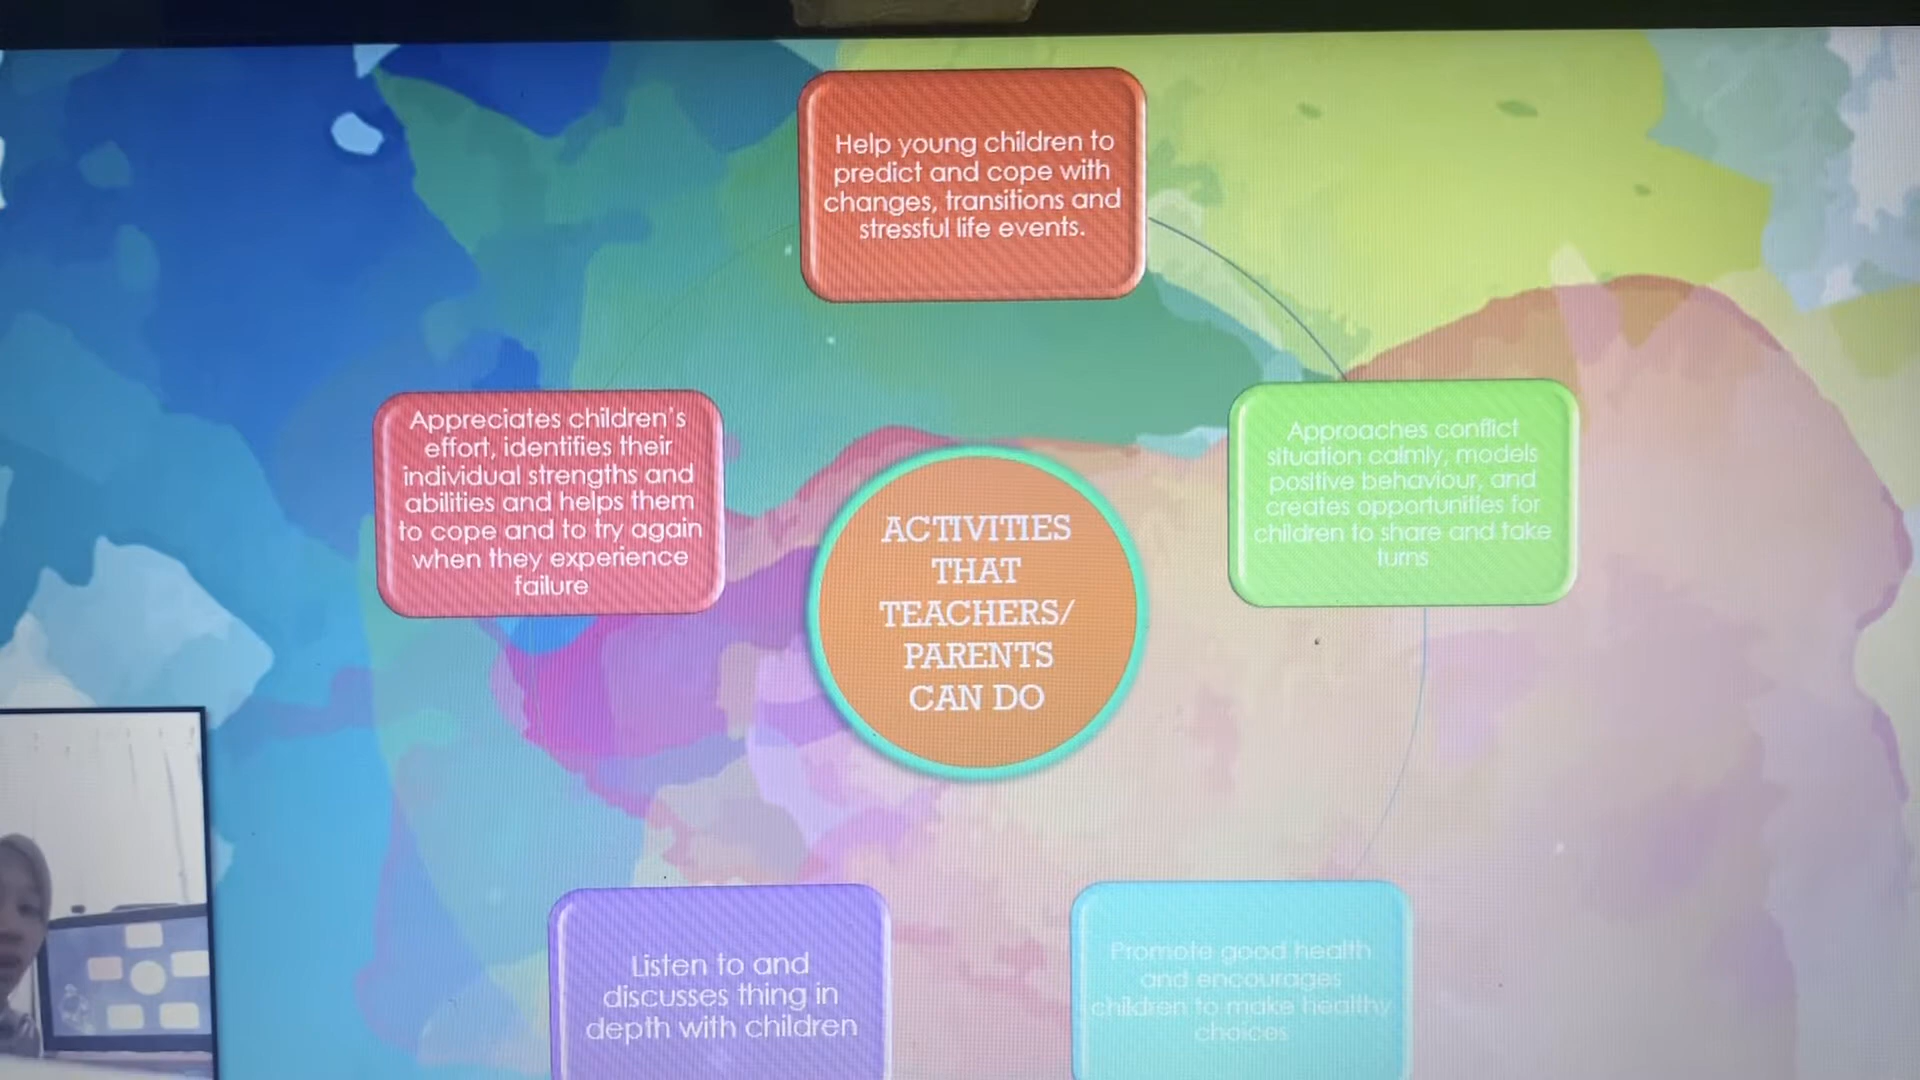 Help young children to
predict and cope with
changes, transitions and
stressful life events.
Appreciates children's
effort, identifies their
individual strengths and
abilities and helps them
to cope and to try again
when they experience
failure
ACTIVITIES
THAT
TEACHERS/
PARENTS
CAN DO
Approaches conflict
situation calmly, models
positive behaviour, and
creates opportunities for
children to share and take
turns
Listen to and
discusses thing in
depth with children
Promote good health
and encourages
children to make healthy
choices